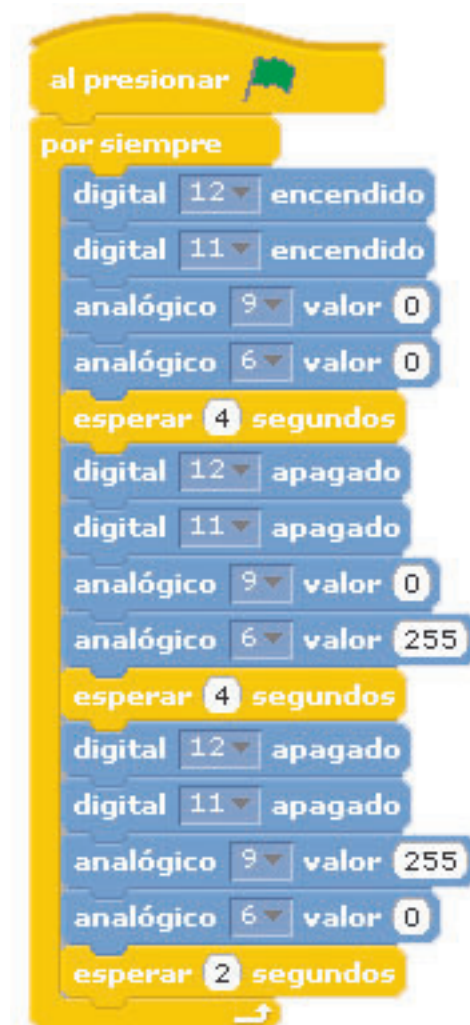 al presionar
por siempre
digital 12 encendido
digital 11 encendido
analógico 9 valor 0
analógico 6 valor 0
esperar 4 segundos
digital 12 apagado
digital 11 apagado
analógico 9 valor 0
analógico 6 valor 255
esperar 4 segundos
digital 12 apagado
digital 11 apagado
analógico 9 valor 255
analógico 6 valor 0
esperar 2 segundos